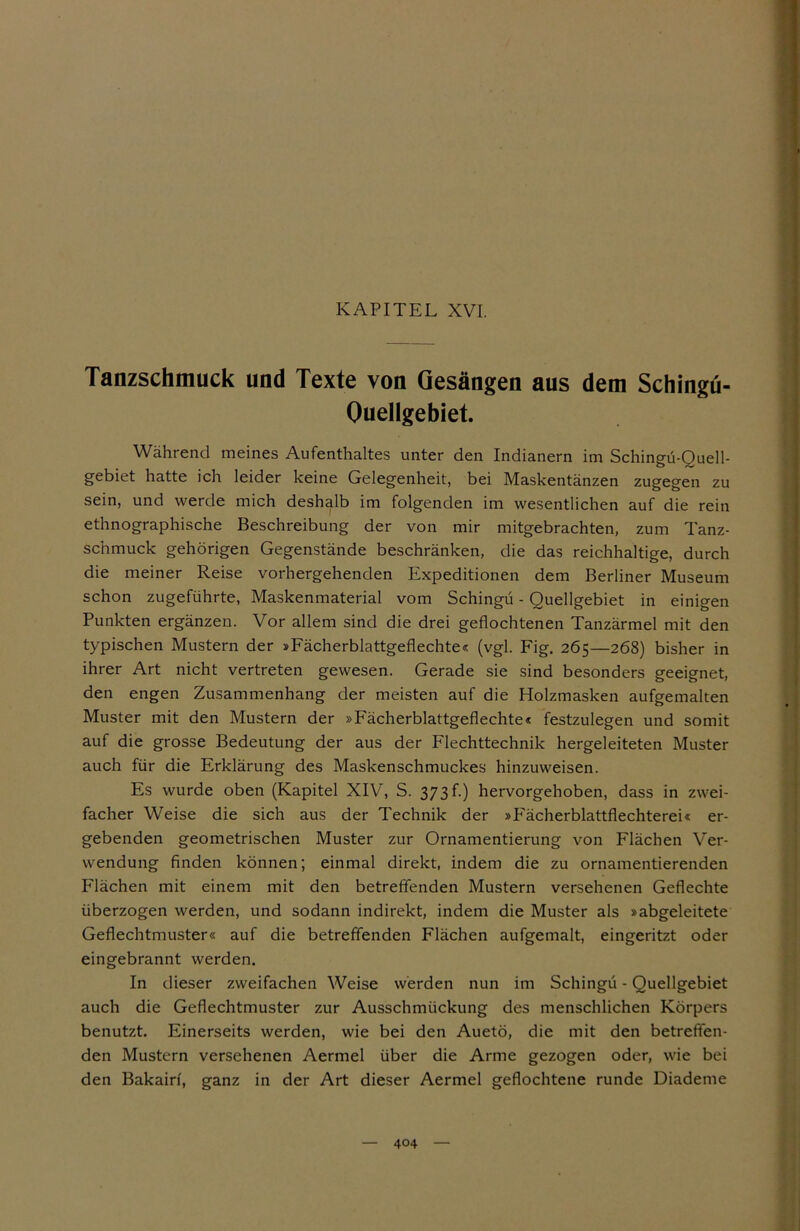 KAPITEL XVI.
Tanzschmuck und Texte von Gesängen aus dem Schingú-
Quellgebiet.
Während meines Aufenthaltes unter den Indianern im Schingú-Quell-
gebiet hatte ich leider keine Gelegenheit, bei Maskentänzen zugegen zu
sein, und werde mich deshalb im folgenden im wesentlichen auf die rein
ethnographische Beschreibung der von mir mitgebrachten, zum Tanz-
schmuck gehörigen Gegenstände beschränken, die das reichhaltige, durch
die meiner Reise vorhergehenden Expeditionen dem Berliner Museum
schon zugeführte, Maskenmaterial vom Schingú - Quellgebiet in einigen
Punkten ergänzen. Vor allem sind die drei geflochtenen Tanzärmel mit den
typischen Mustern der »Fächerblattgeflechte« (vgl. Fig. 265—268) bisher in
ihrer Art nicht vertreten gewesen. Gerade sie sind besonders geeignet,
den engen Zusammenhang der meisten auf die Holzmasken aufgemalten
Muster mit den Mustern der »Fächerblattgeflechte« festzulegen und somit
auf die grosse Bedeutung der aus der Flechttechnik hergeleiteten Muster
auch für die Erklärung des Maskenschmuckes hinzuweisen.
Es wurde oben (Kapitel XIV, S. 373f.) hervorgehoben, dass in zwei-
facher Weise die sich aus der Technik der »Fächerblattflechterei« er-
gebenden geometrischen Muster zur Ornamentierung von Flächen Ver-
wendung finden können; einmal direkt, indem die zu ornamentierenden
Flächen mit einem mit den betreffenden Mustern versehenen Geflechte
überzogen werden, und sodann indirekt, indem die Muster als »abgeleitete
Geflechtmuster« auf die betreffenden Flächen aufgemalt, eingeritzt oder
eingebrannt werden.
In dieser zweifachen Weise werden nun im Schingú - Quellgebiet
auch die Geflechtmuster zur Ausschmückung des menschlichen Körpers
benutzt. Einerseits werden, wie bei den Auetö, die mit den betreffen-
den Mustern versehenen Aermel über die Arme gezogen oder, wie bei
den Bakaïrí, ganz in der Art dieser Aermel geflochtene runde Diademe
— 404 —